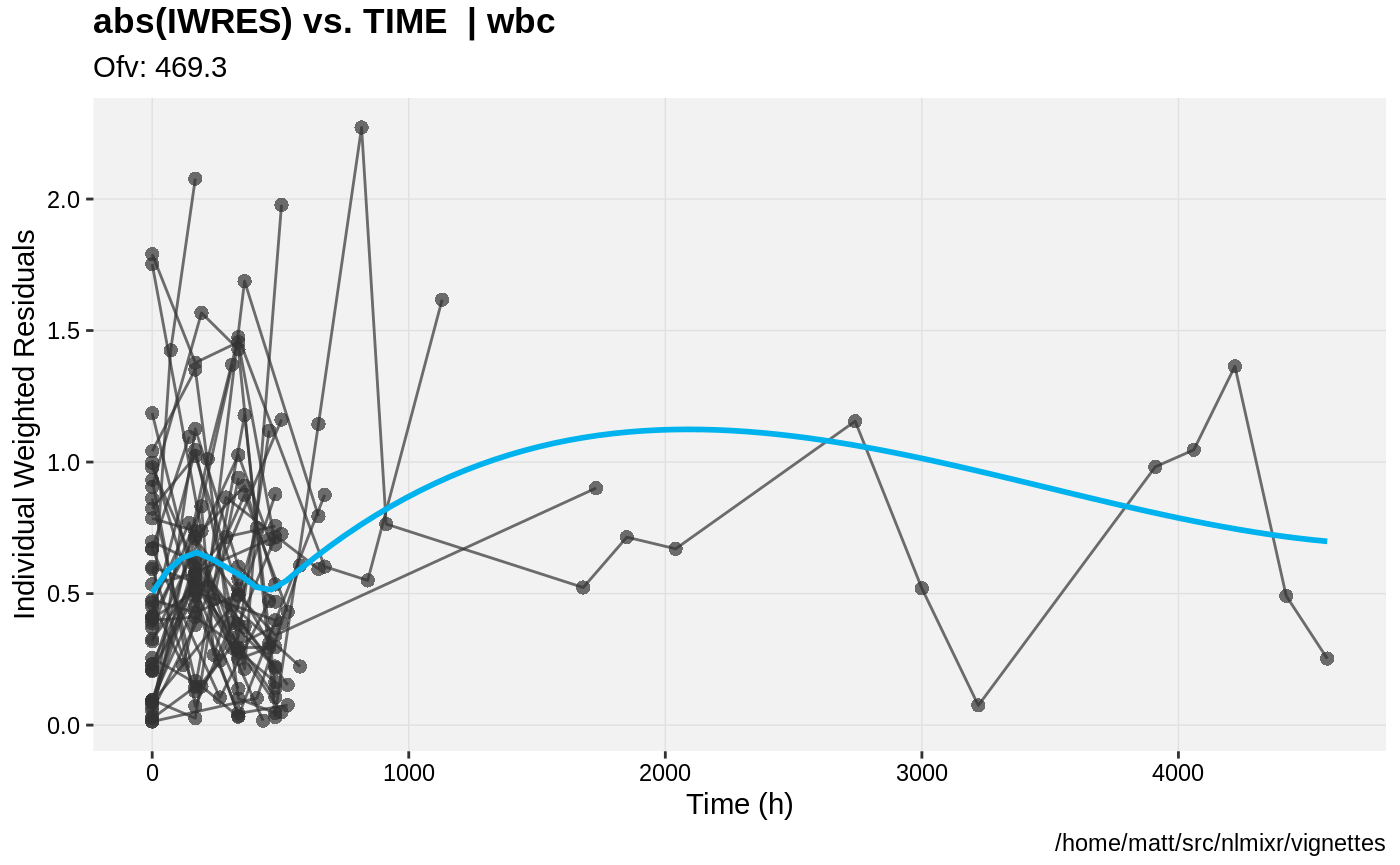 abs(IWRES) vs. TIME  | wbc
Ofv: 469.3
Individual Weighted Residuals
2.0
1.5
1.0
0.5
0.0
0
1000
2000
3000
4000
Time (h)
/home/matt/src/nlmixr/vignettes